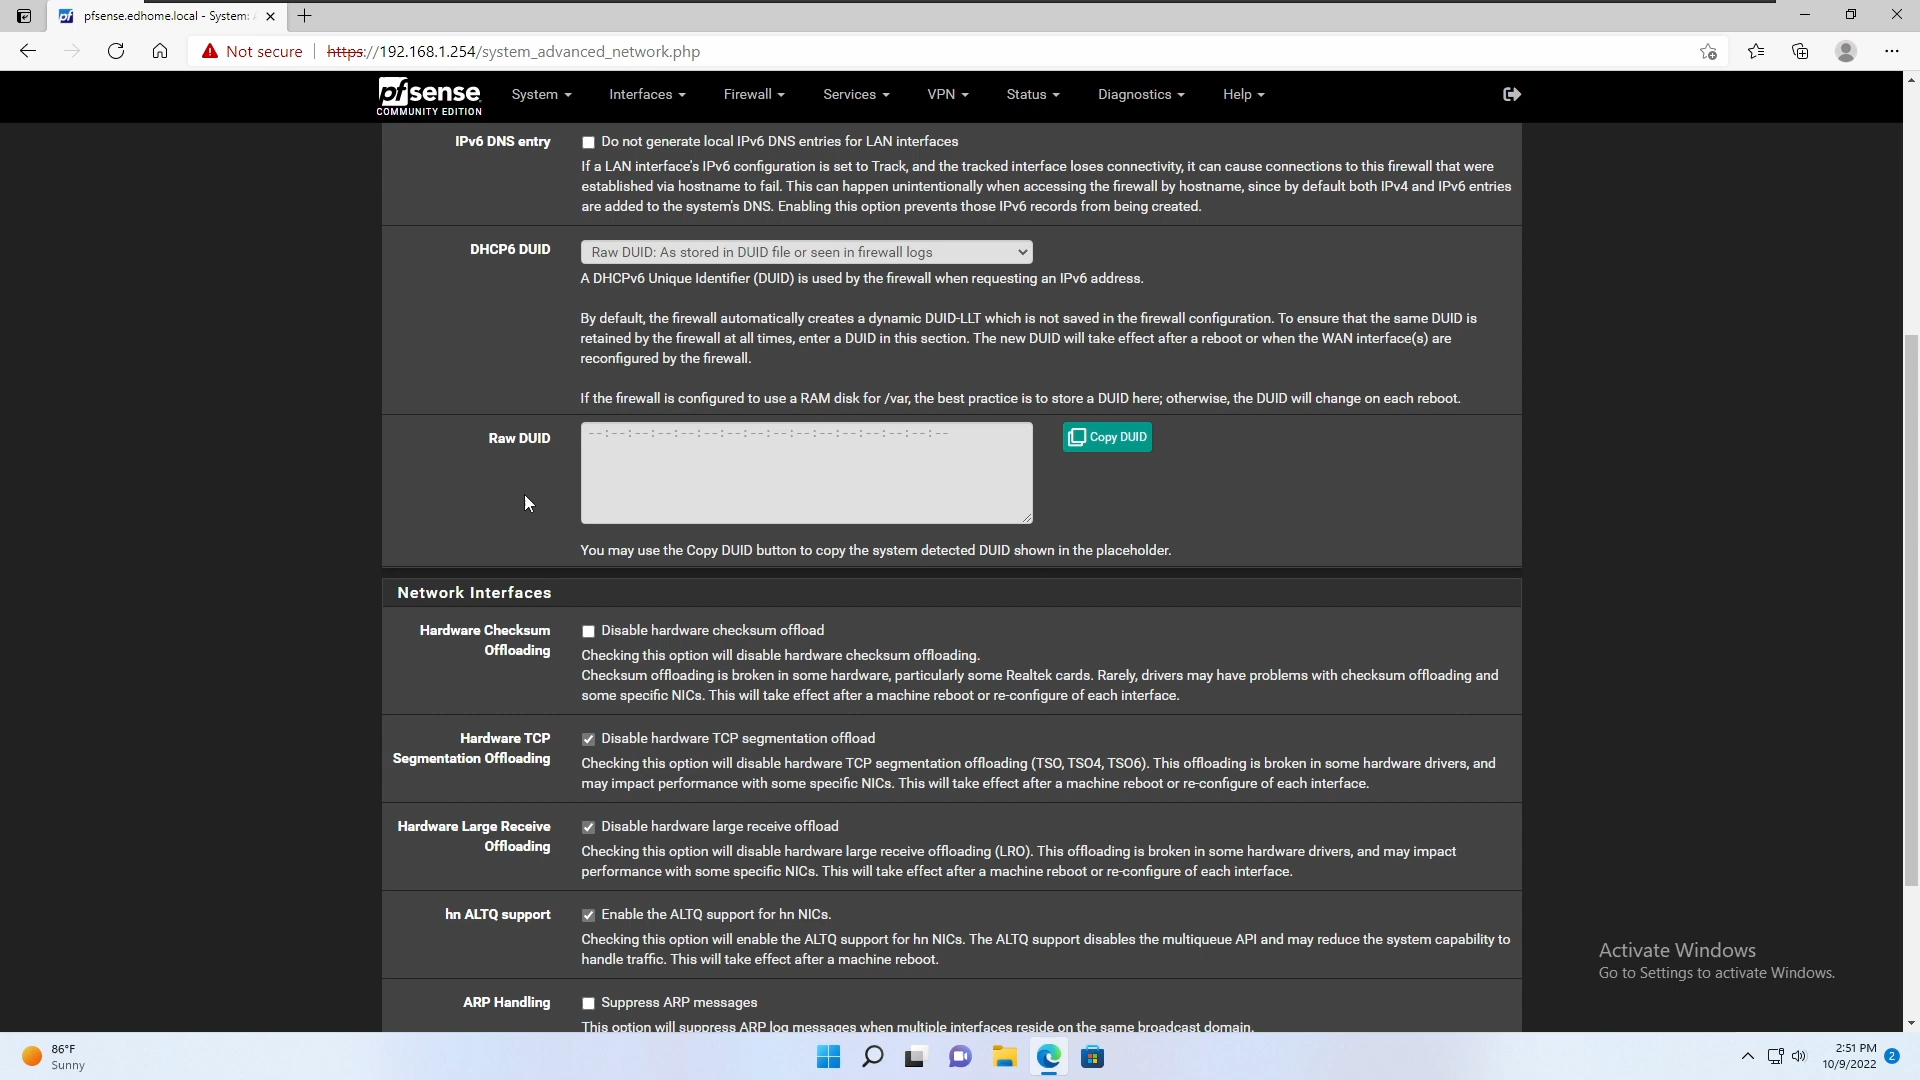 pfsense.edhome.local - System:
Not secure
https://192.168.1.254/system_advanced_network.php
pfsense
COMMUNITY EDITION
System
Interfaces
Firewall
Services
VPN
Status
Diagnostics
Help
IPv6 DNS entry
Do not generate local IPv6 DNS entries for LAN interfaces
If a LAN interface's IPv6 configuration is set to Track, and the tracked interface loses connectivity, it can cause connections to this firewall that were
established via hostname to fail. This can happen unintentionally when accessing the firewall by hostname, since by default both IPv4 and IPv6 entries
are added to the system's DNS. Enabling this option prevents those IPv6 records from being created.
DHCP6 DUID
Raw DUID: As stored in DUID file or seen in firewall logs
A DHCPv6 Unique Identifier (DUID) is used by the firewall when requesting an IPv6 address.
By default, the firewall automatically creates a dynamic DUID-LLT which is not saved in the firewall configuration. To ensure that the same DUID is
retained by the firewall at all times, enter a DUID in this section. The new DUID will take effect after a reboot or when the WAN interface(s) are
reconfigured by the firewall.
If the firewall is configured to use a RAM disk for /var, the best practice is to store a DUID here; otherwise, the DUID will change on each reboot.
Raw DUID
--:--:--:--:--:--:--:--:--:--:--:--:--:--:--:--
Copy DUID
You may use the Copy DUID button to copy the system detected DUID shown in the placeholder.
Network Interfaces
Hardware Checksum
Offloading
Disable hardware checksum offload
Checking this option will disable hardware checksum offloading.
Checksum offloading is broken in some hardware, particularly some Realtek cards. Rarely, drivers may have problems with checksum offloading and
some specific NICs. This will take effect after a machine reboot or re-configure of each interface.
Hardware TCP
Segmentation Offloading
Disable hardware TCP segmentation offload
Checking this option will disable hardware TCP segmentation offloading (TSO, TSO4, TSO6). This offloading is broken in some hardware drivers, and
may impact performance with some specific NICs. This will take effect after a machine reboot or re-configure of each interface.
Hardware Large Receive
Offloading
Disable hardware large receive offload
Checking this option will disable hardware large receive offloading (LRO). This offloading is broken in some hardware drivers, and may impact
performance with some specific NICs. This will take effect after a machine reboot or re-configure of each interface.
hn ALTQ support
Enable the ALTQ support for hn NICs.
Checking this option will enable the ALTQ support for hn NICs. The ALTQ support disables the multiqueue API and may reduce the system capability to
handle traffic. This will take effect after a machine reboot.
ARP Handling
Suppress ARP messages
This option will suppress ARP log messages when multiple interfaces reside on the same broadcast domain.
Activate Windows
Go to Settings to activate Windows.
86°F
Sunny
2:51 PM
10/9/2022
2